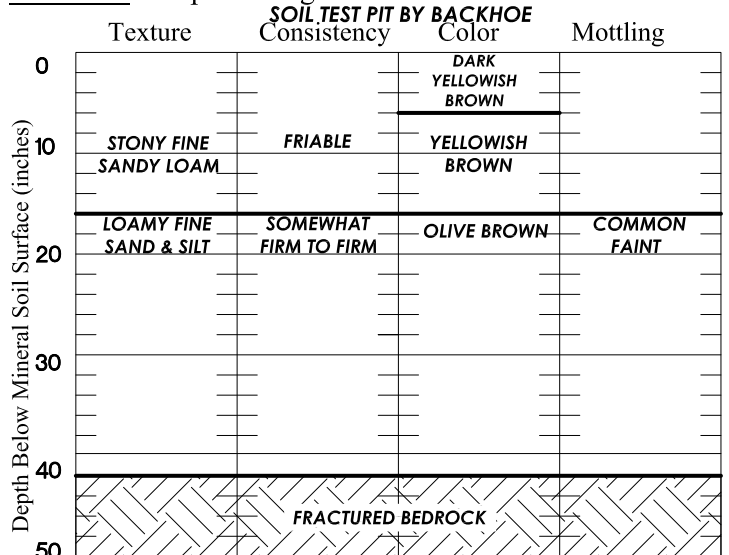 SOIL TEST PIT BY BACKHOE
Texture Consistency Color Mottling
0
DARK
YELLOWISH
BROWN
10
STONY FINE
SANDY LOAM
FRIABLE
YELLOWISH
BROWN
LOAMY FINE
SAND & SILT
SOMEWHAT
FIRM TO FIRM
OLIVE BROWN
COMMON
FAINT
20
30
40
FRACTURED BEDROCK
50
Depth Below Mineral Soil Surface (inches)